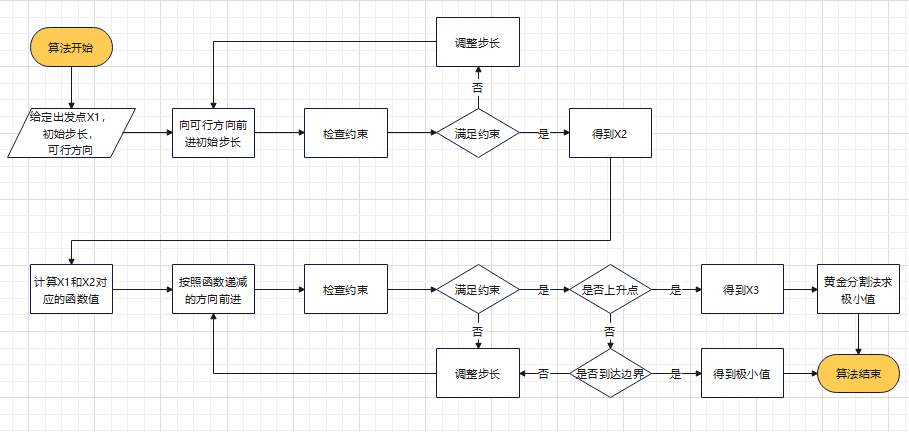 算法开始
给定出发点X1，
初始步长，
可行方向
向可行方向前
进初始步长
检查约束
满足约束
否
调整步长
是
得到X2
计算X1和X2对
应的函数值
按照函数递减
的方向前进
检查约束
满足约束
是
是否上升点
是
得到X3
黄金分割法求
极小值
否
否
调整步长
否
是否到达边界
是
得到极小值
算法结束